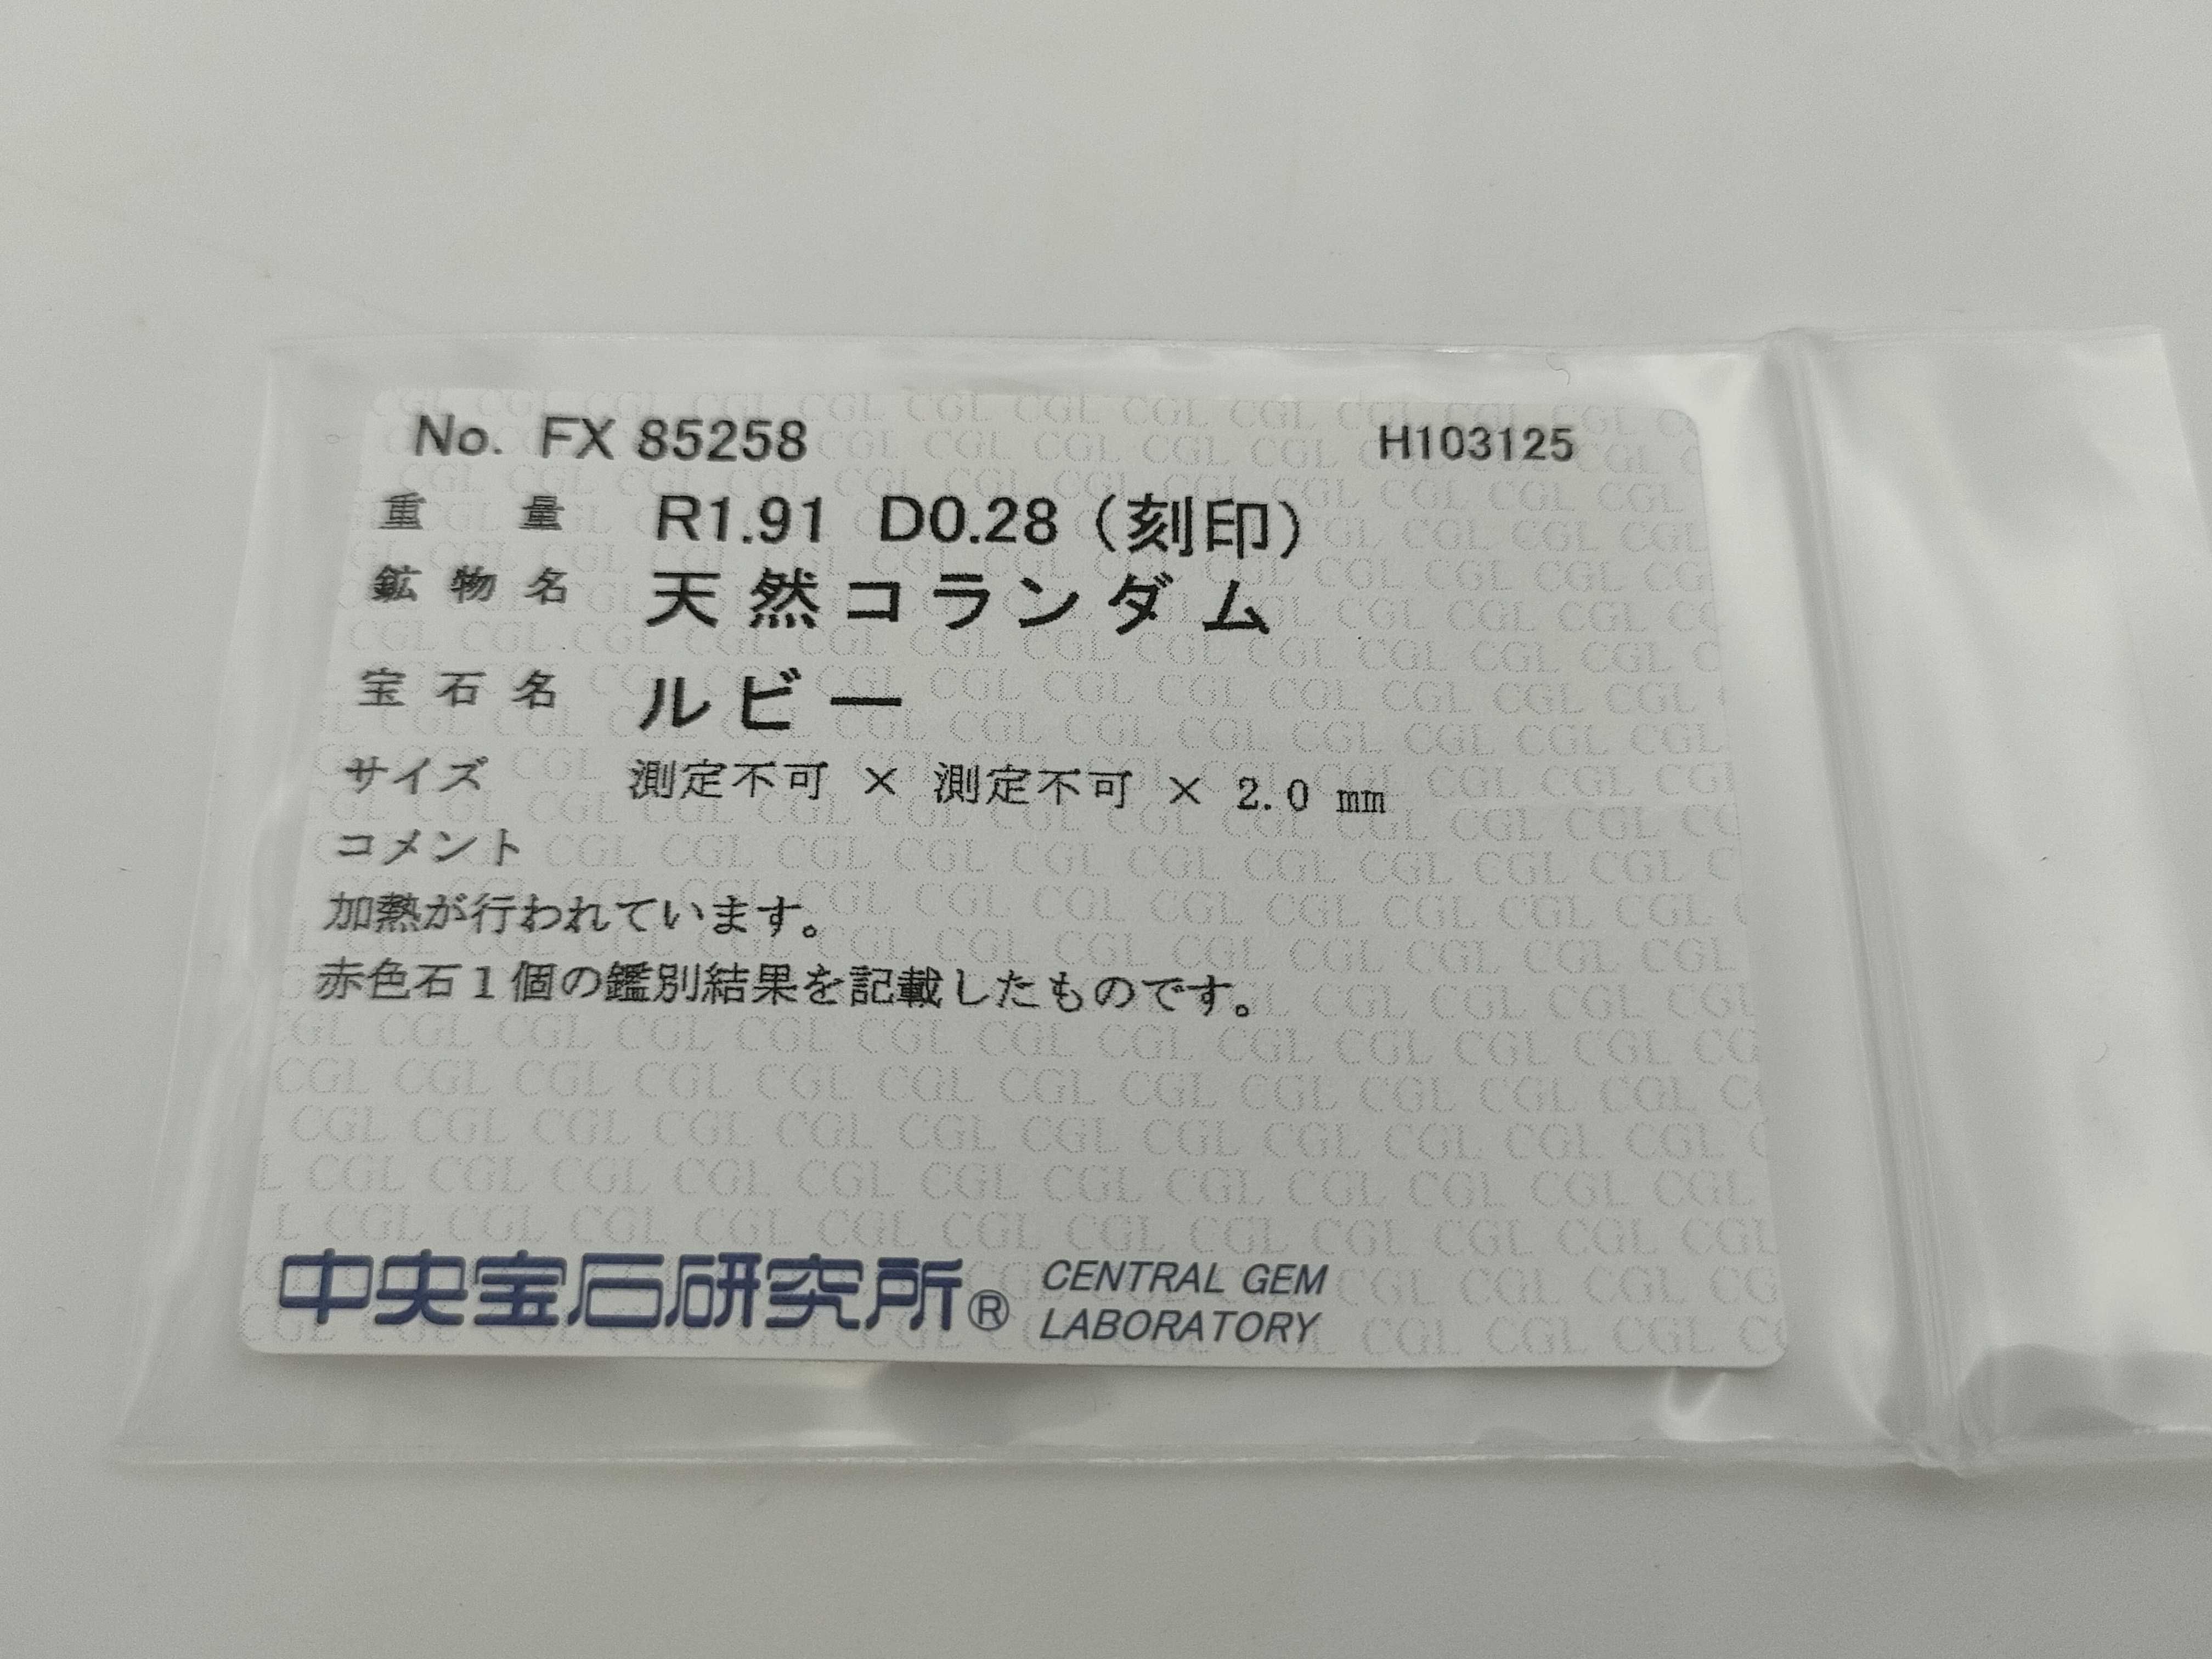 No. FX 85258 H103125
重量 R1.91 D0.28（刻印）
鉱物名 天然コランダム
宝石名 ルビー
サイズ 測定不可 × 測定不可 × 2.0 mm
コメント
加熱が行われています。
赤色石１個の鑑別結果を記載したものです。
中央宝石研究所® CENTRAL GEM
LABORATORY